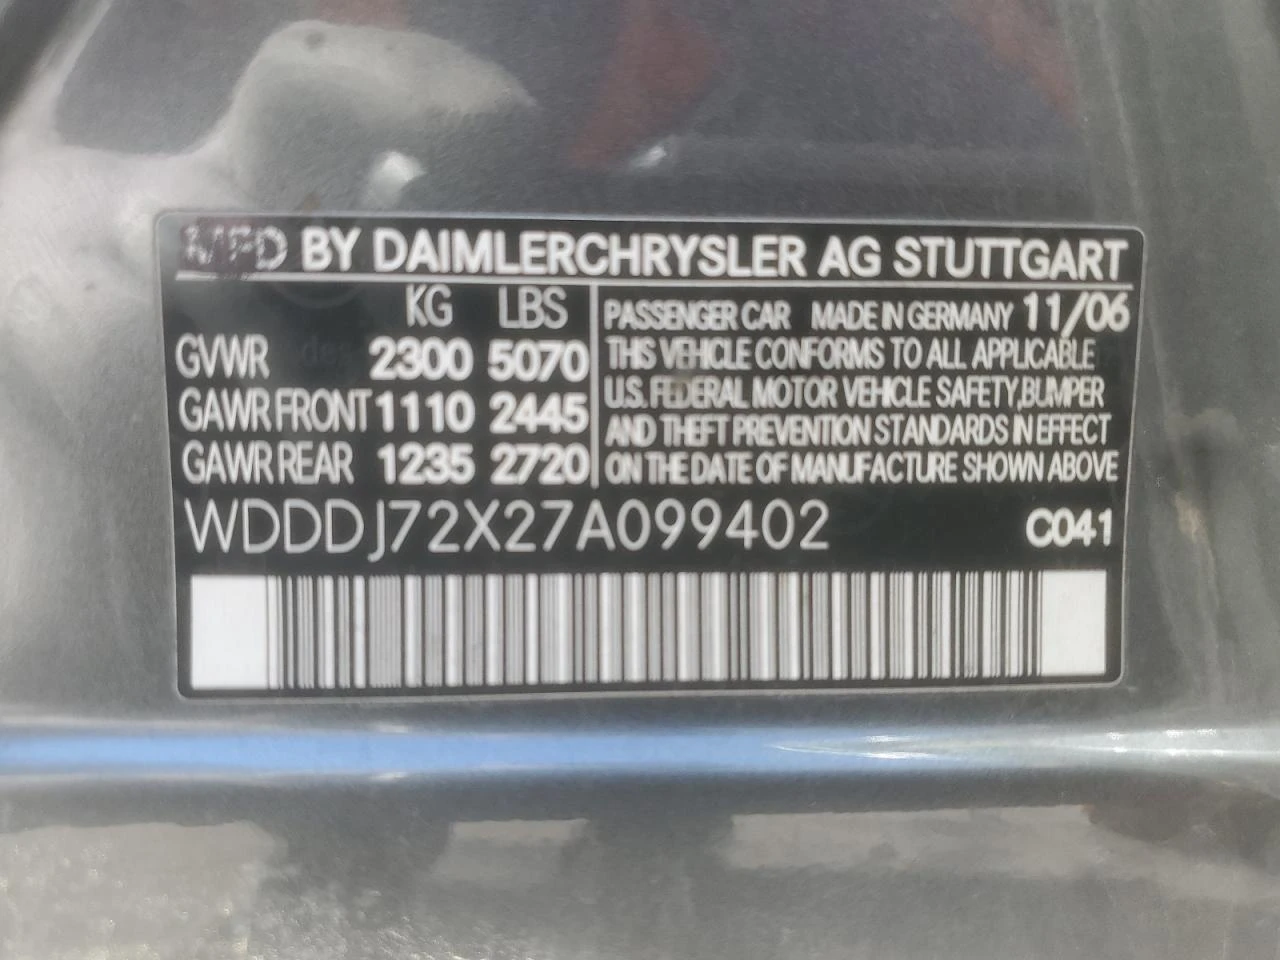 MFD BY DAIMLERCHRYSLER AG STUTTGART
KG LBS
GVWR 2300 5070
GAWR FRONT 1110 2445
GAWR REAR 1235 2720
PASSENGER CAR MADE IN GERMANY 11/06
THIS VEHICLE CONFORMS TO ALL APPLICABLE
U.S. FEDERAL MOTOR VEHICLE SAFETY, BUMPER
AND THEFT PREVENTION STANDARDS IN EFFECT
ON THE DATE OF MANUFACTURE SHOWN ABOVE
WDDDJ72X27A099402 C041